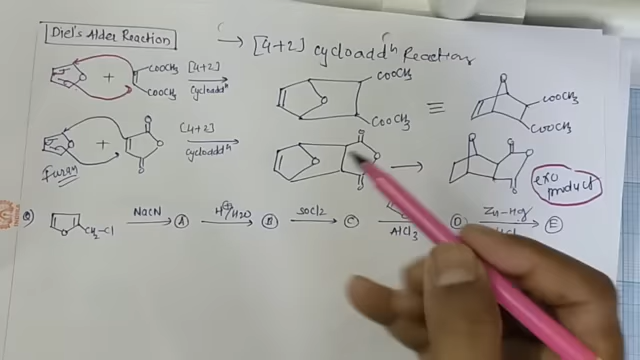 Diel's Alder Reaction
→ [4+2] cycloaddⁿ Reaction
+ COOCH₃ COOCH₃ [4+2] cycloaddⁿ
COOCH₃ COOCH₃ ≡ COOCH₃ COOCH₃
Furan + [4+2] cycloaddⁿ
exo product
CH₂-Cl NaCN → A H⊕/H₂O → B SOCl₂ → C AlCl₃ D Zn-Hg E